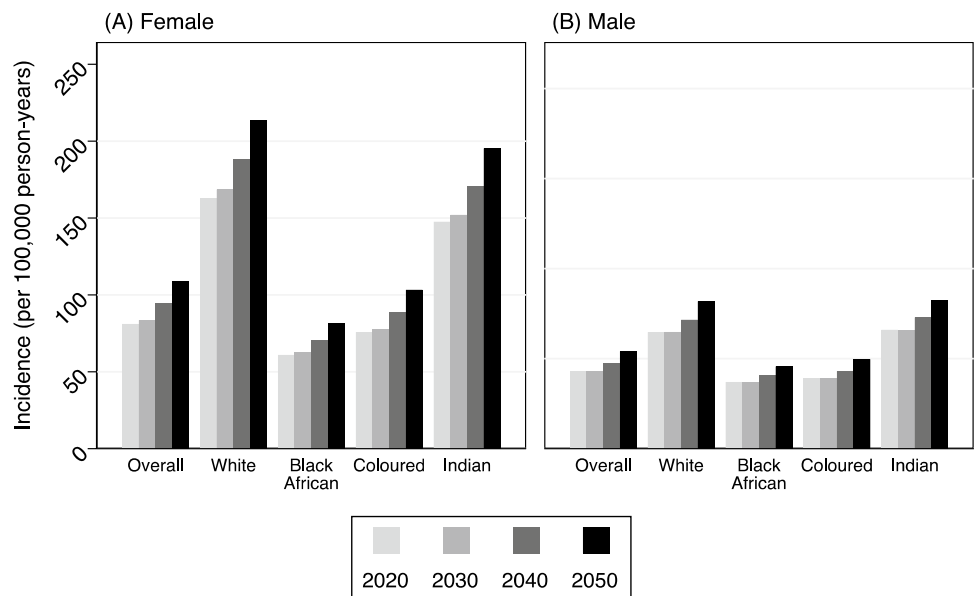 (A) Female
(B) Male
Incidence (per 100,000 person-years)
250
200
150
100
50
0
Overall White Black African Coloured Indian
Overall White Black African Coloured Indian
2020 2030 2040 2050